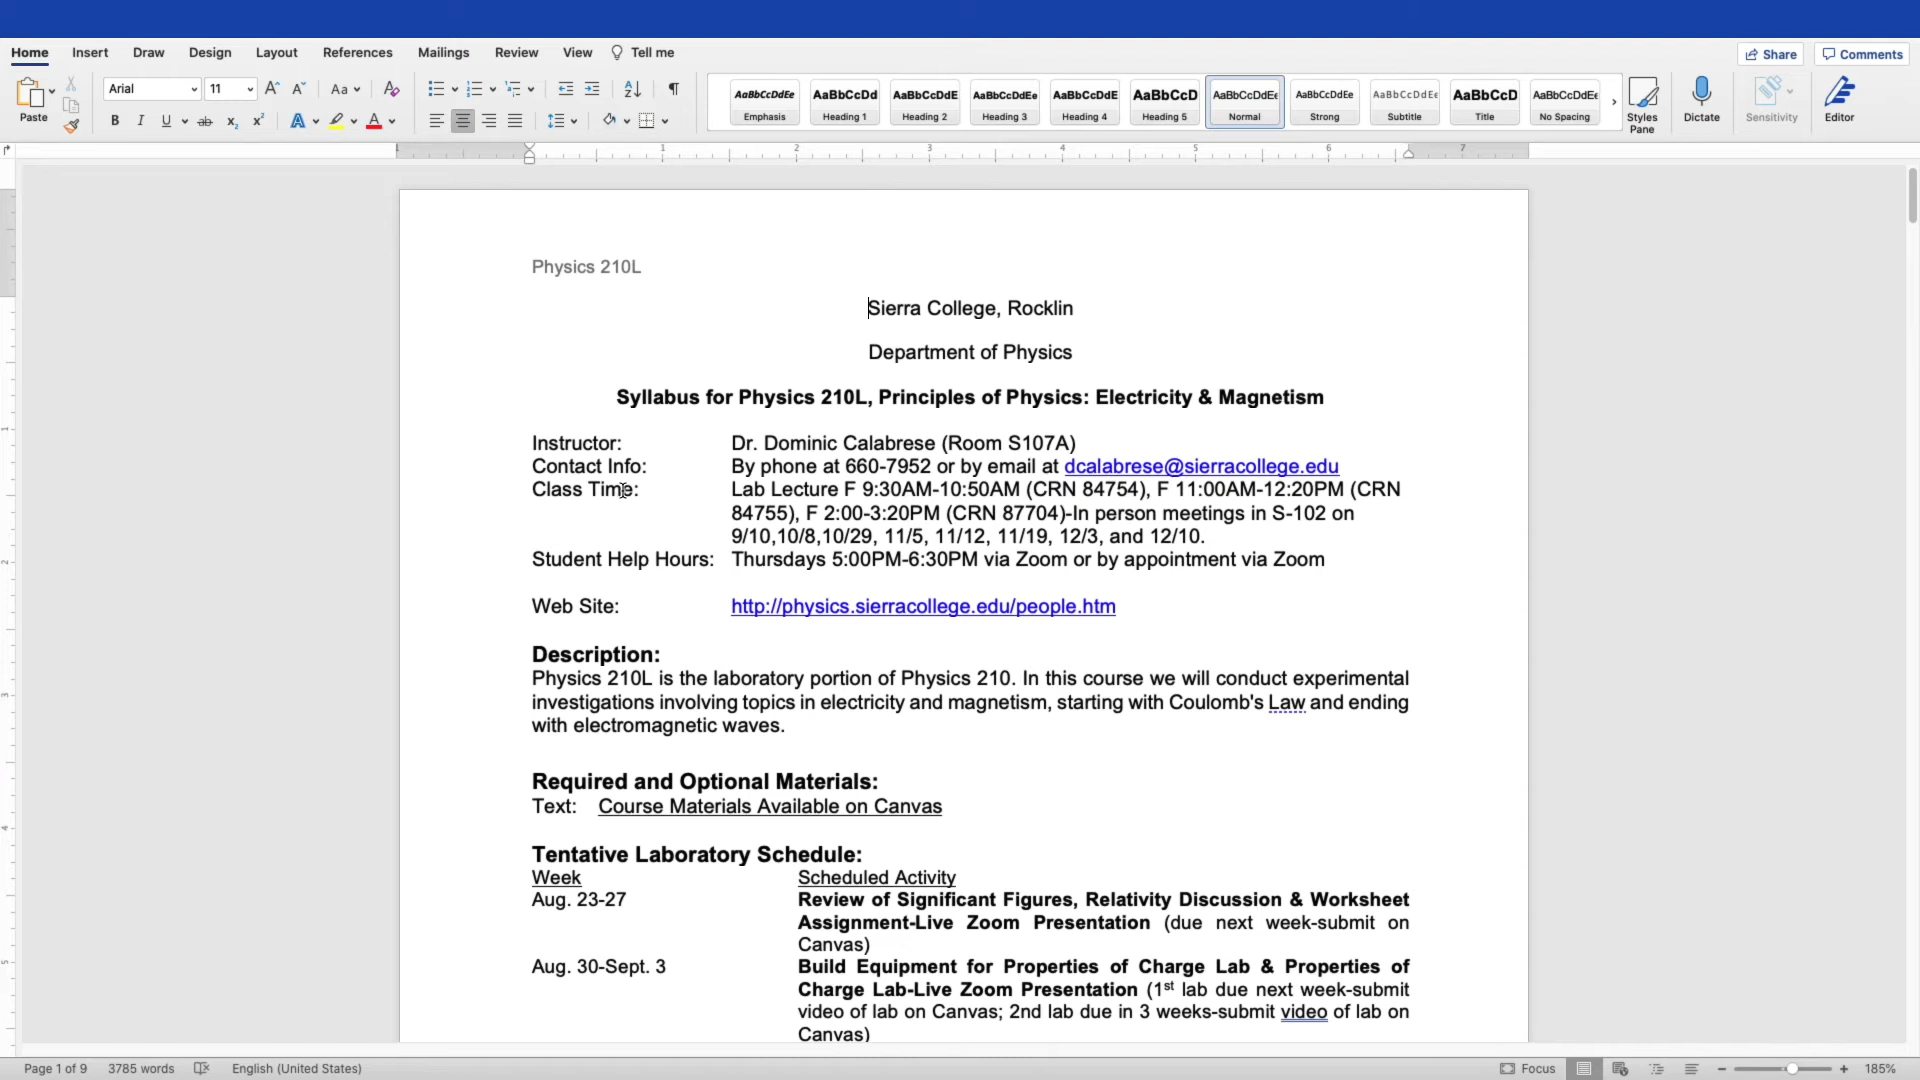 Home Insert Draw Design Layout References Mailings Review View Tell me Share Comments
Arial 11 Aa
AaBbCcDdEe AaBbCcDd AaBbCcDdE AaBbCcDdEe AaBbCcDdE AaBbCcD AaBbCcDdEe AaBbCcDdEe AaBbCcDdEe AaBbCcD AaBbCcDdEe
Paste B I U ab x₂ x² A A Emphasis Heading 1 Heading 2 Heading 3 Heading 4 Heading 5 Normal Strong Subtitle Title No Spacing Styles Pane Dictate Sensitivity Editor
1 1 2 3 4 5 6 7
Physics 210L
Sierra College, Rocklin
Department of Physics
Syllabus for Physics 210L, Principles of Physics: Electricity & Magnetism
Instructor: Dr. Dominic Calabrese (Room S107A)
Contact Info: By phone at 660-7952 or by email at dcalabrese@sierracollege.edu
Class Time: Lab Lecture F 9:30AM-10:50AM (CRN 84754), F 11:00AM-12:20PM (CRN
84755), F 2:00-3:20PM (CRN 87704)-In person meetings in S-102 on
9/10,10/8,10/29, 11/5, 11/12, 11/19, 12/3, and 12/10.
Student Help Hours: Thursdays 5:00PM-6:30PM via Zoom or by appointment via Zoom
Web Site: http://physics.sierracollege.edu/people.htm
Description:
Physics 210L is the laboratory portion of Physics 210. In this course we will conduct experimental
investigations involving topics in electricity and magnetism, starting with Coulomb's Law and ending
with electromagnetic waves.
Required and Optional Materials:
Text: Course Materials Available on Canvas
Tentative Laboratory Schedule:
Week Scheduled Activity
Aug. 23-27 Review of Significant Figures, Relativity Discussion & Worksheet
Assignment-Live Zoom Presentation (due next week-submit on
Canvas)
Aug. 30-Sept. 3 Build Equipment for Properties of Charge Lab & Properties of
Charge Lab-Live Zoom Presentation (1st lab due next week-submit
video of lab on Canvas; 2nd lab due in 3 weeks-submit video of lab on
Canvas)
Page 1 of 9 3785 words English (United States) Focus 185%